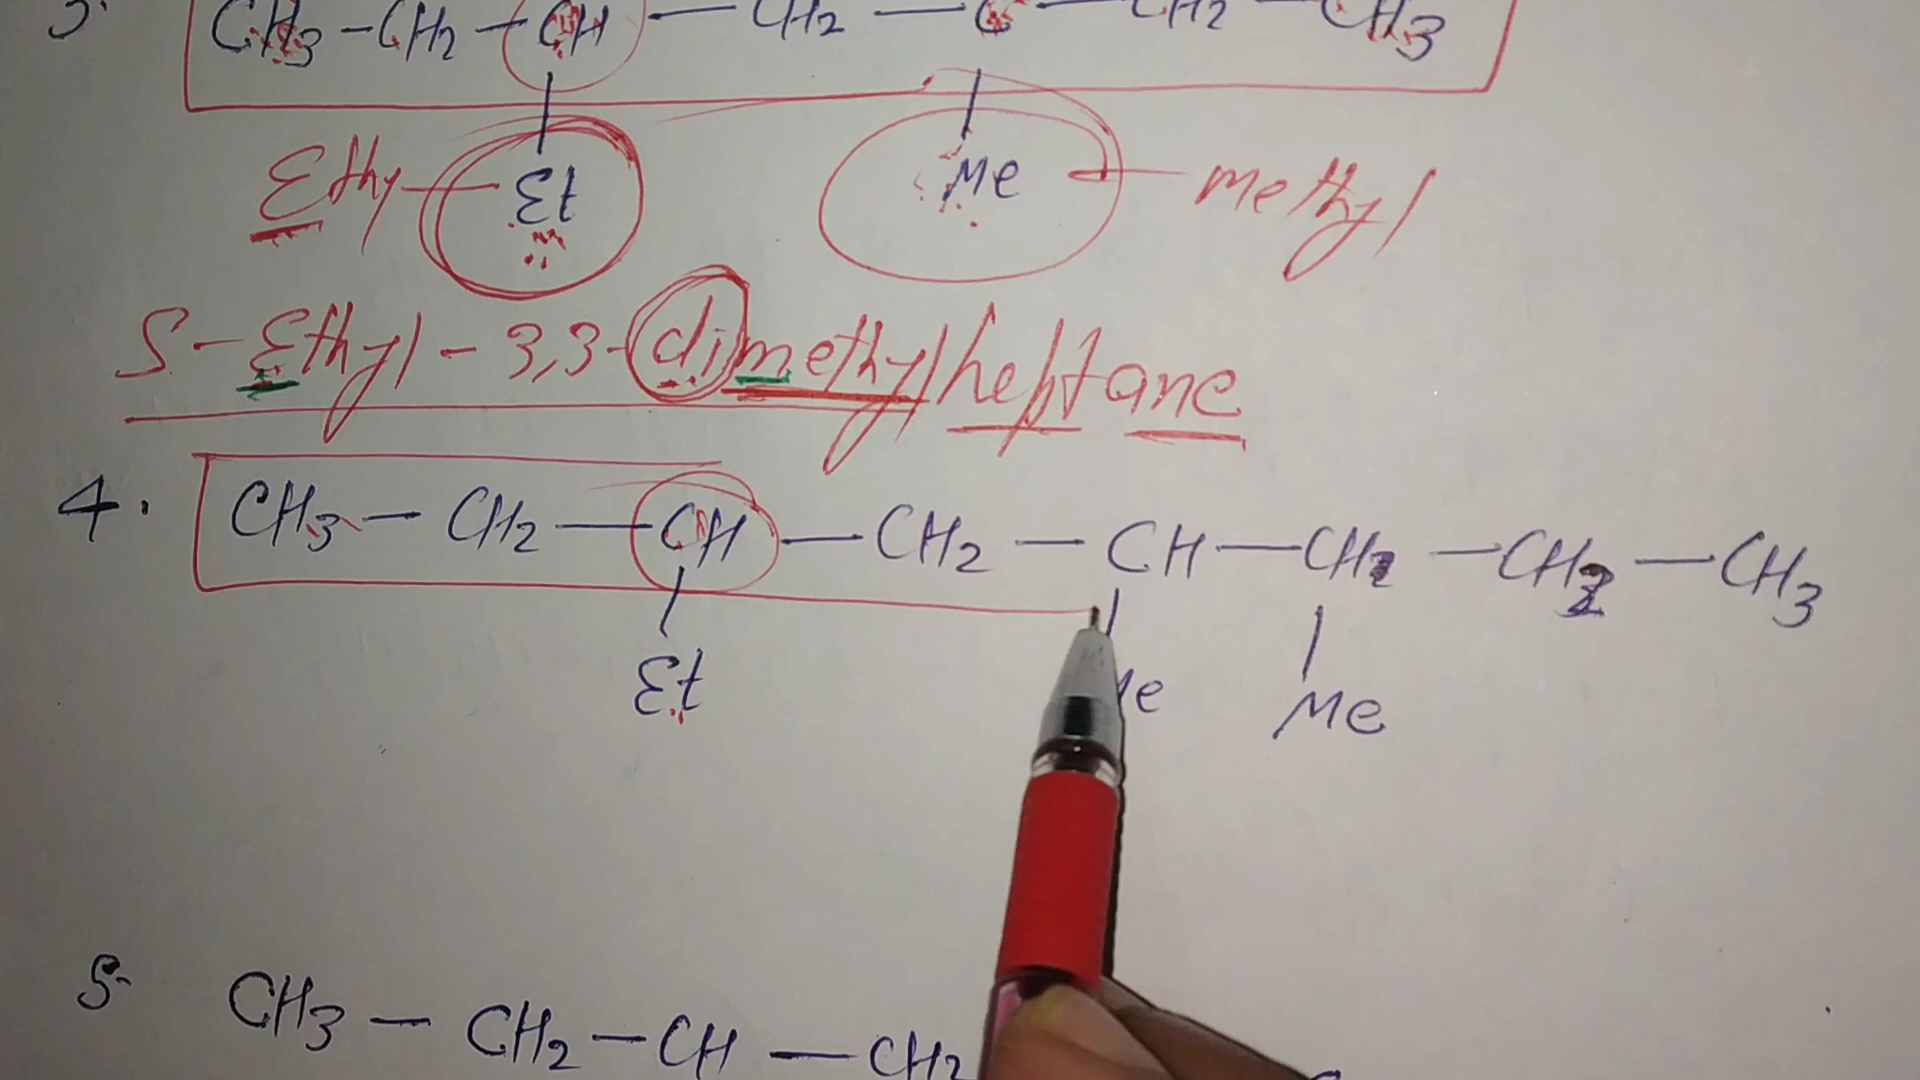 3.
CH3 - CH2 - CH — CH2 — C — CH2 — CH3
Ethy Et Me methyl
5-Ethyl-3,3-dimethylheptane
4. CH3 — CH2 — CH — CH2 — CH — CH2 — CH2 — CH3
Et Me Me
5- CH3 — CH2 — CH — CH2